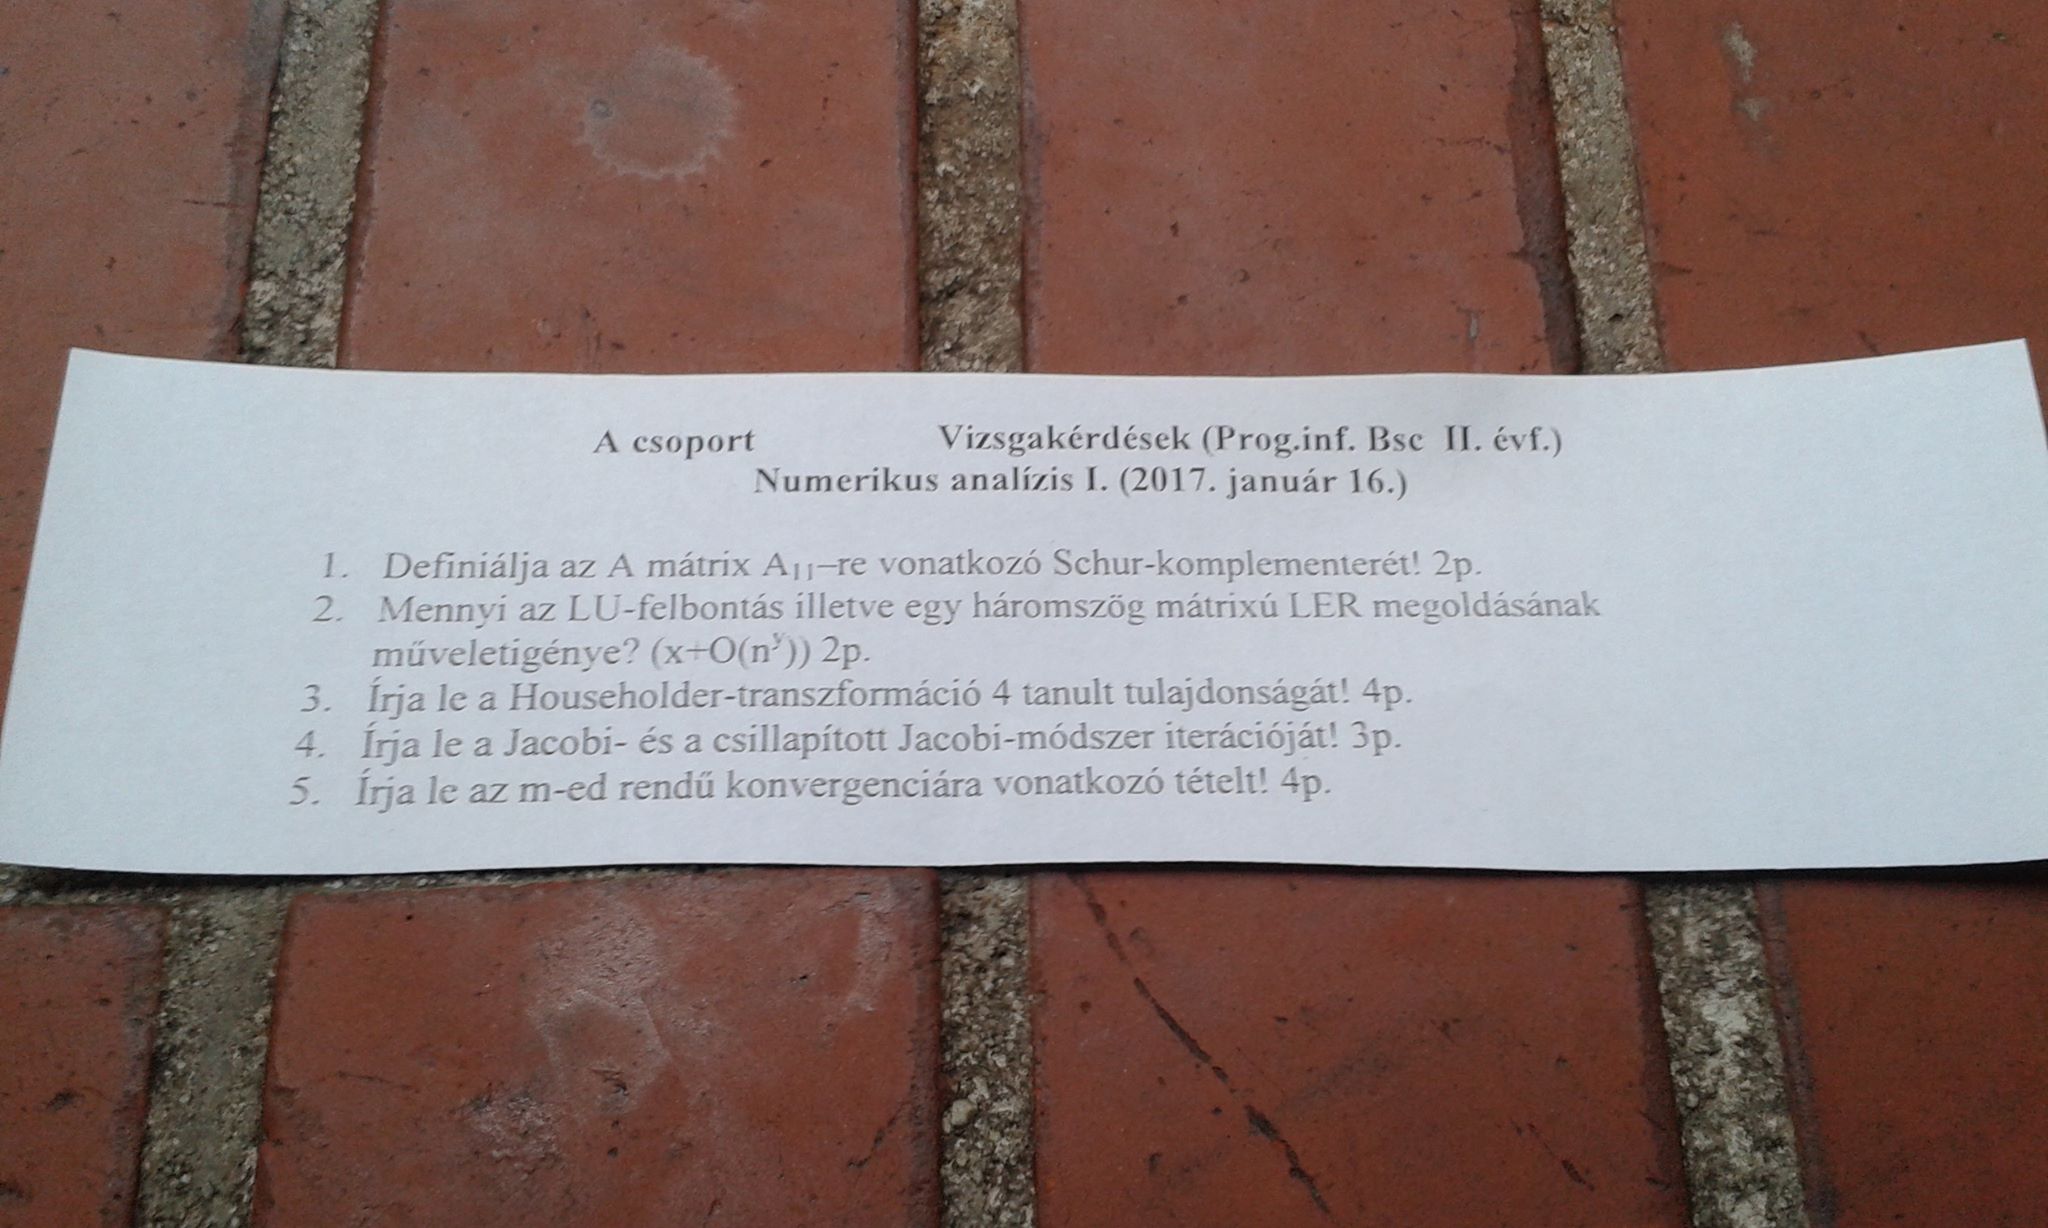 A csoport Vizsgakérdések (Prog.inf. Bsc II. évf.)
Numerikus analízis I. (2017. január 16.)
1. Definiálja az A mátrix A₁₁–re vonatkozó Schur-komplementerét! 2p.
2. Mennyi az LU-felbontás illetve egy háromszög mátrixú LER megoldásának
műveletigénye? (x+O(nʸ)) 2p.
3. Írja le a Householder-transzformáció 4 tanult tulajdonságát! 4p.
4. Írja le a Jacobi- és a csillapított Jacobi-módszer iterációját! 3p.
5. Írja le az m-ed rendű konvergenciára vonatkozó tételt! 4p.